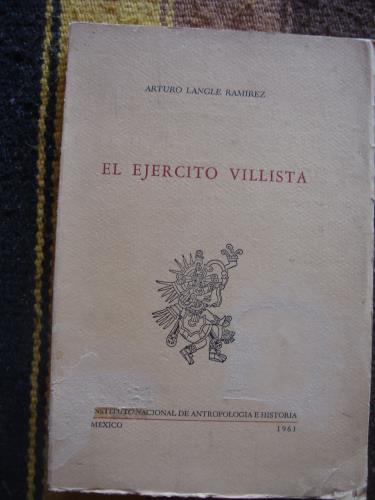 ARTURO LANGLE RAMIREZ
EL EJERCITO VILLISTA
INSTITUTO NACIONAL DE ANTROPOLOGIA E HISTORIA
MEXICO 1961